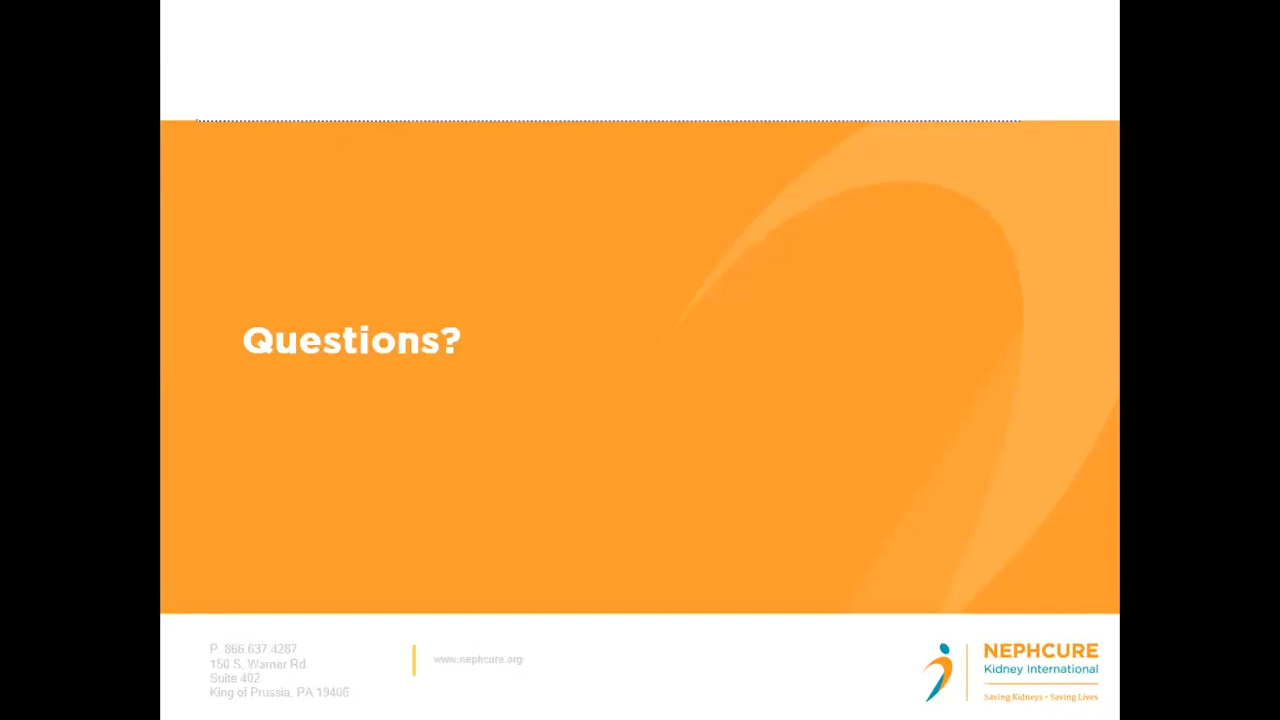 Questions?
P. 866.637.4287
150 S. Warner Rd.
Suite 402
King of Prussia, PA 19406
www.nephcure.org
NEPHCURE
Kidney International
Saving Kidneys • Saving Lives